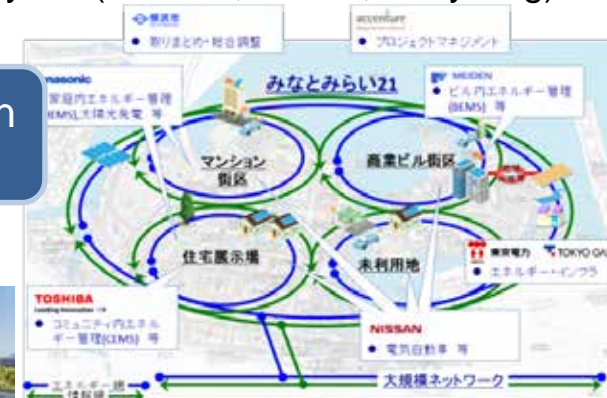 横浜市
● 取りまとめ・総合調整
accenture
● プロジェクトマネジメント
nasonic
家庭内エネルギー管理
EMS),太陽光発電 等
みなとみらい21
MEIDEN
● ビル内エネルギー管理
(BEMS) 等
n
マンション
街区
商業ビル街区
住宅展示場
未利用地
東京電力 TOKYO GA
● エネルギー・インフラ
TOSHIBA
Leading Innovation
● コミュニティ内エネル
ギー管理(CEMS) 等
NISSAN
● 電気自動車 等
エネルギー網
情報網
大規模ネットワーク